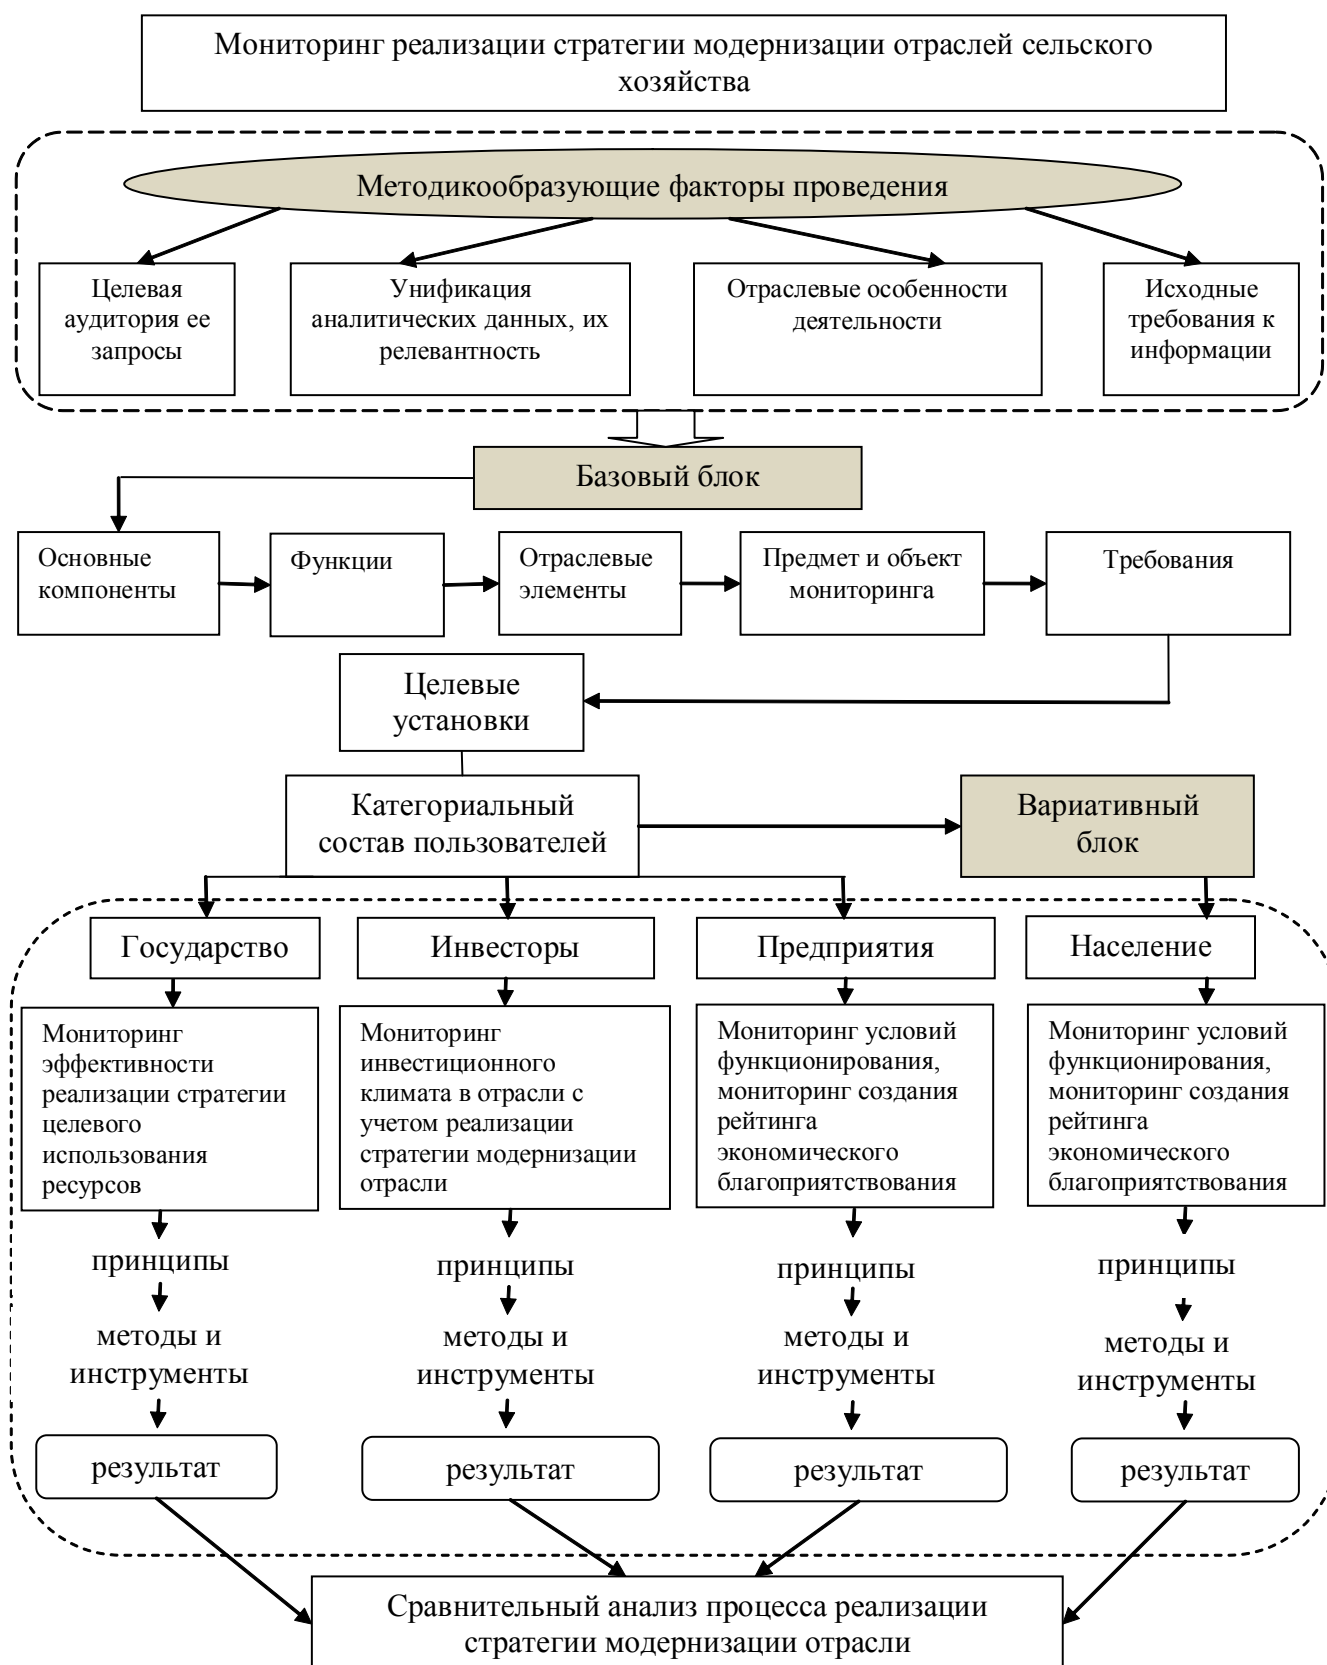 Мониторинг реализации стратегии модернизации отраслей сельского
хозяйства
Методикообразующие факторы проведения
Целевая
аудитория ее
запросы
Унификация
аналитических данных, их
релевантность
Отраслевые особенности
деятельности
Исходные
требования к
информации
Базовый блок
Основные
компоненты
Функции
Отраслевые
элементы
Предмет и объект
мониторинга
Требования
Целевые
установки
Категориальный
состав пользователей
Вариативный
блок
Государство
Инвесторы
Предприятия
Население
Мониторинг
эффективности
реализации стратегии
целевого
использования
ресурсов
Мониторинг
инвестиционного
климата в отрасли с
учетом реализации
стратегии модернизации
отрасли
Мониторинг условий
функционирования,
мониторинг создания
рейтинга
экономического
благоприятствования
Мониторинг условий
функционирования,
мониторинг создания
рейтинга
экономического
благоприятствования
принципы
принципы
принципы
принципы
методы и
инструменты
методы и
инструменты
методы и
инструменты
методы и
инструменты
результат
результат
результат
результат
Сравнительный анализ процесса реализации
стратегии модернизации отрасли